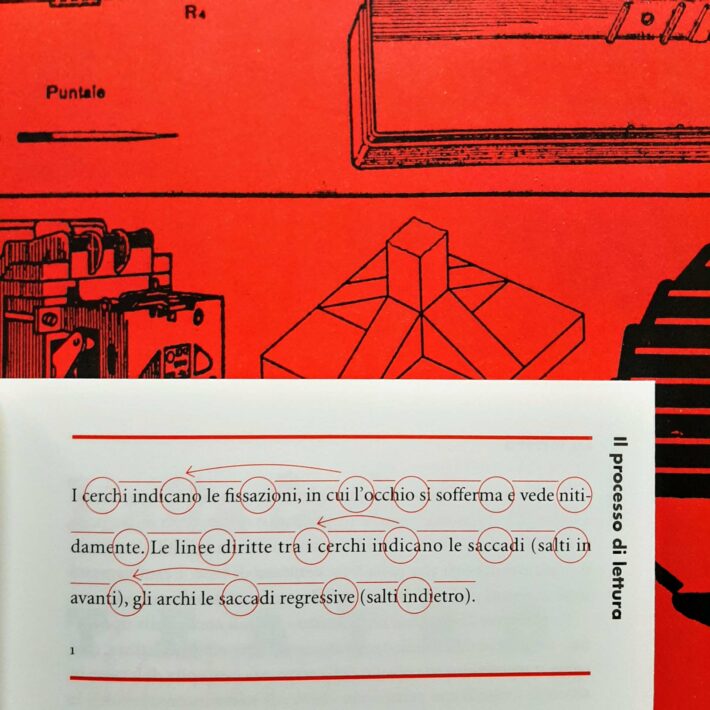 R4
Puntale
Il processo di lettura
I cerchi indicano le fissazioni, in cui l'occhio si sofferma e vede niti-
damente. Le linee diritte tra i cerchi indicano le saccadi (salti in
avanti), gli archi le saccadi regressive (salti indietro).
1